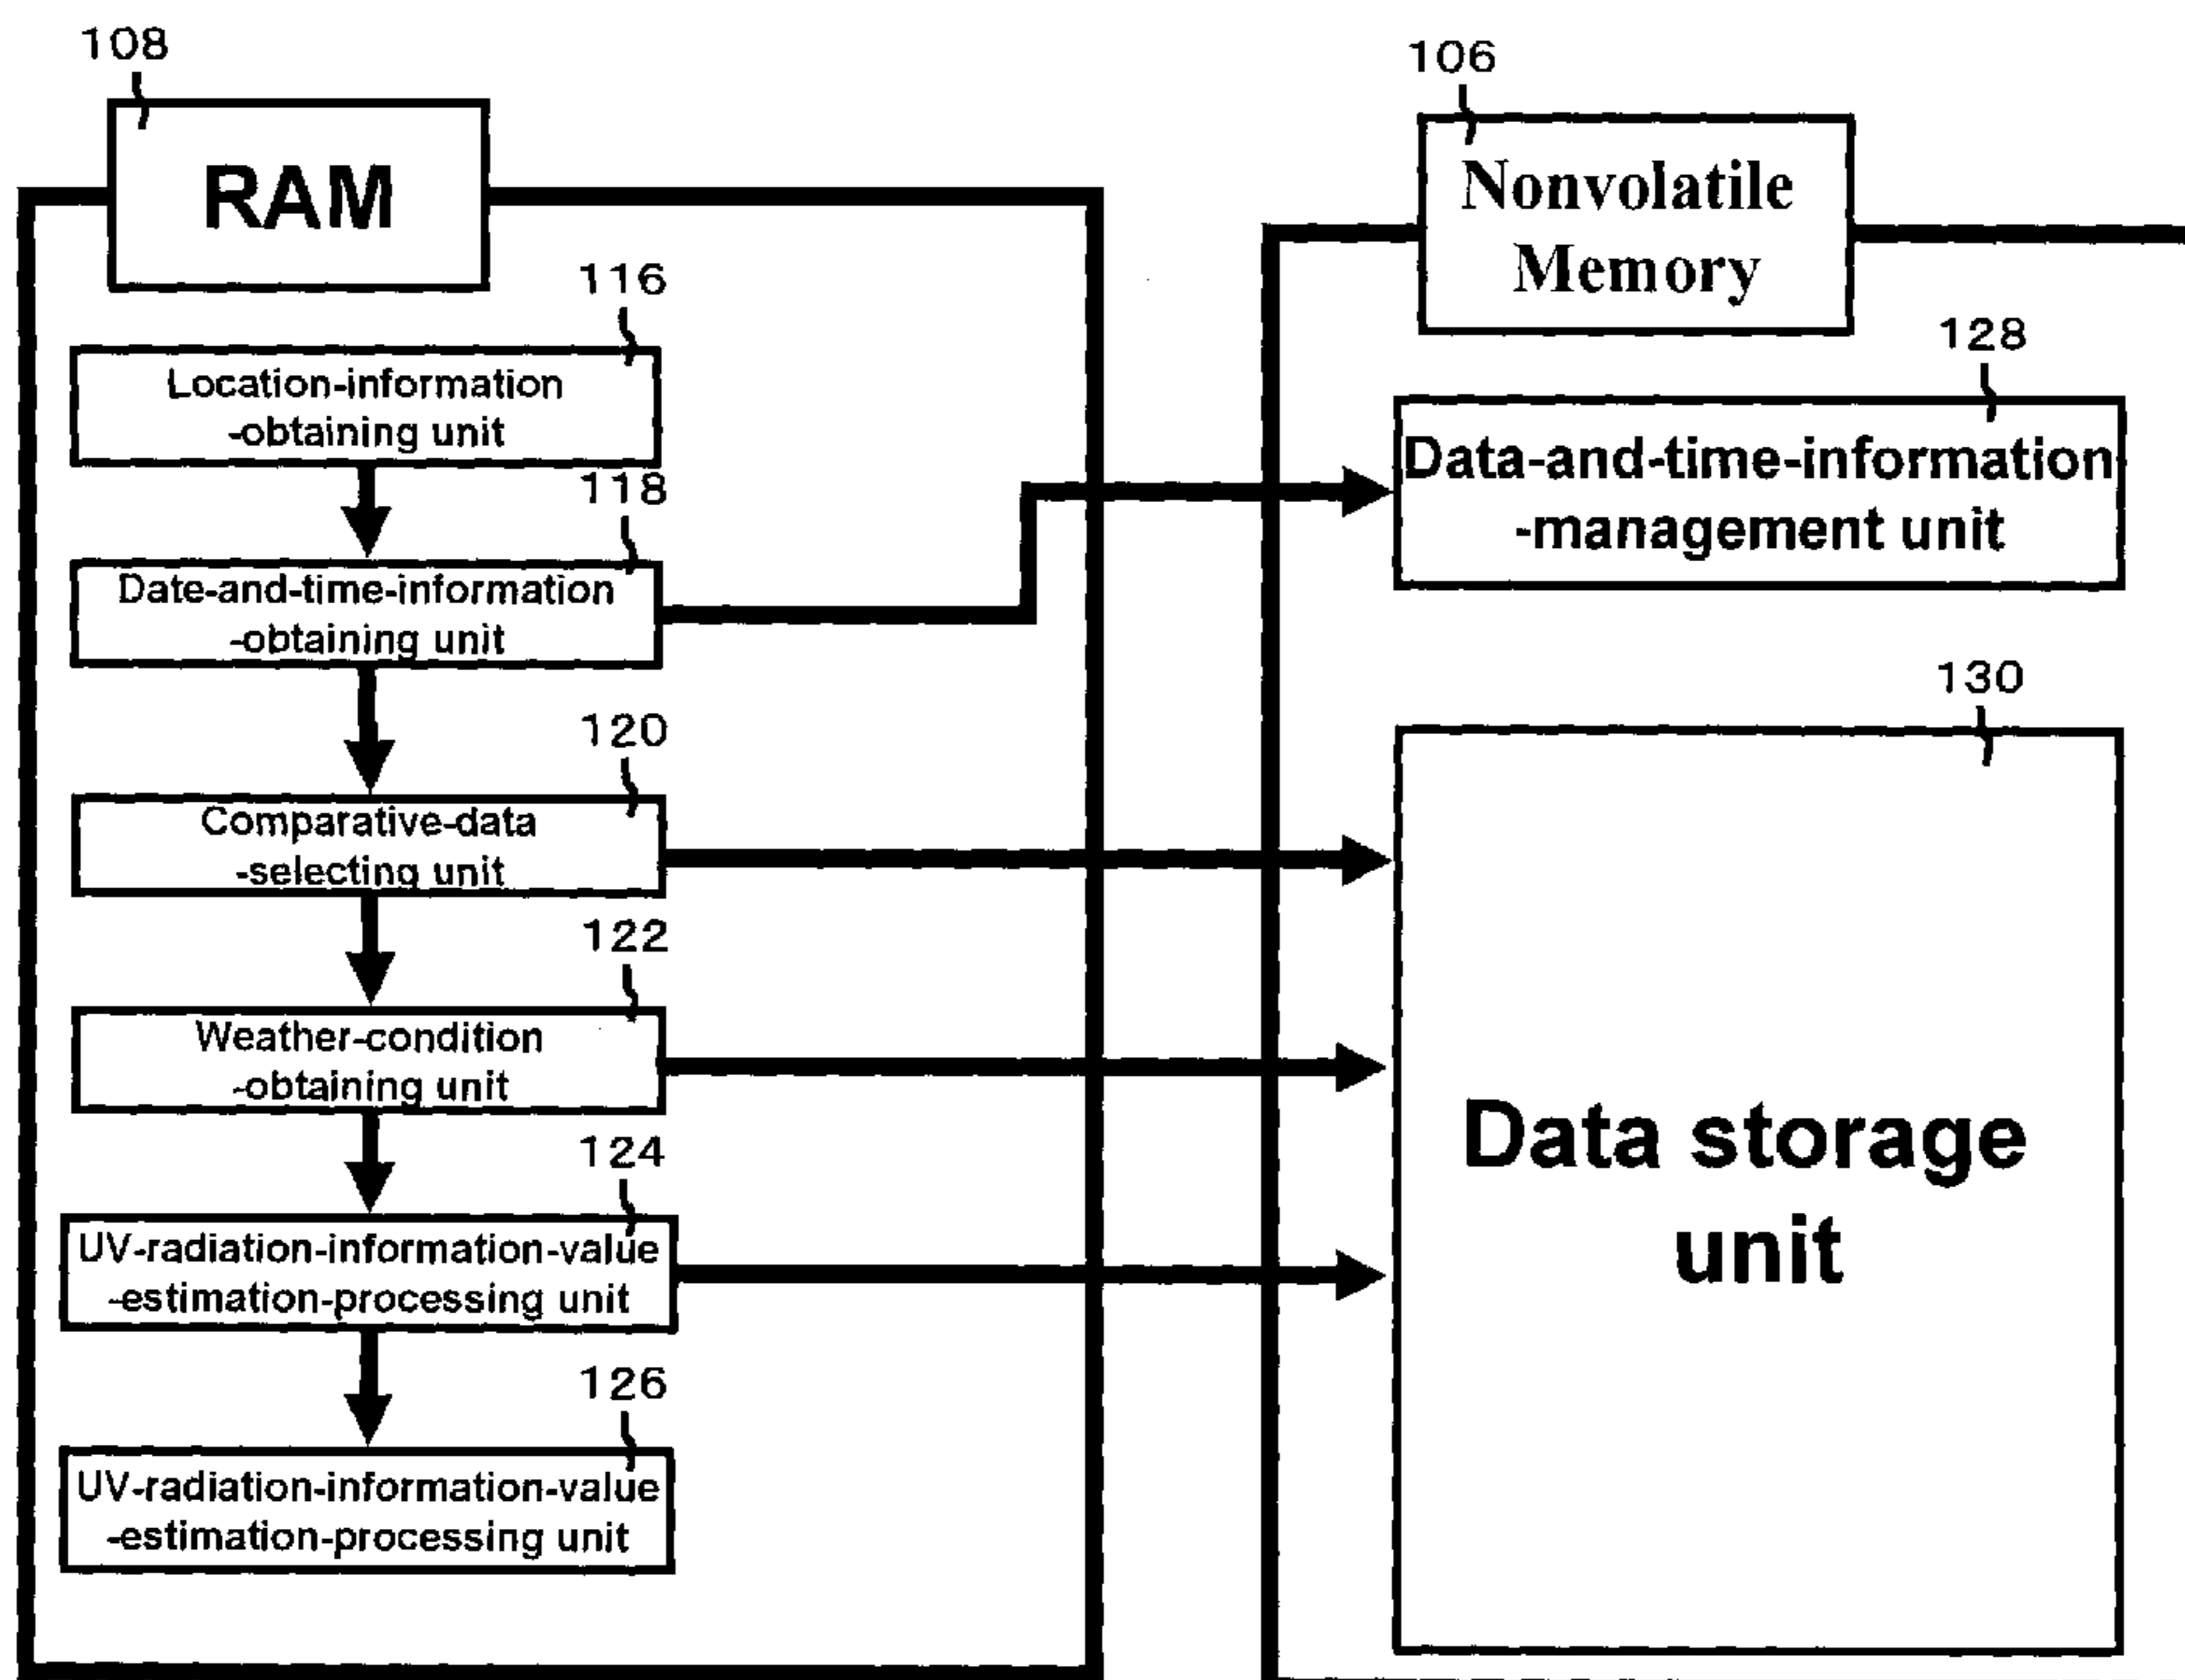 108
RAM
116
Location-information
-obtaining unit
118
Date-and-time-information
-obtaining unit
120
Comparative-data
-selecting unit
122
Weather-condition
-obtaining unit
124
UV-radiation-information-value
-estimation-processing unit
126
UV-radiation-information-value
-estimation-processing unit
106
Nonvolatile
Memory
128
Data-and-time-information
-management unit
130
Data storage
unit